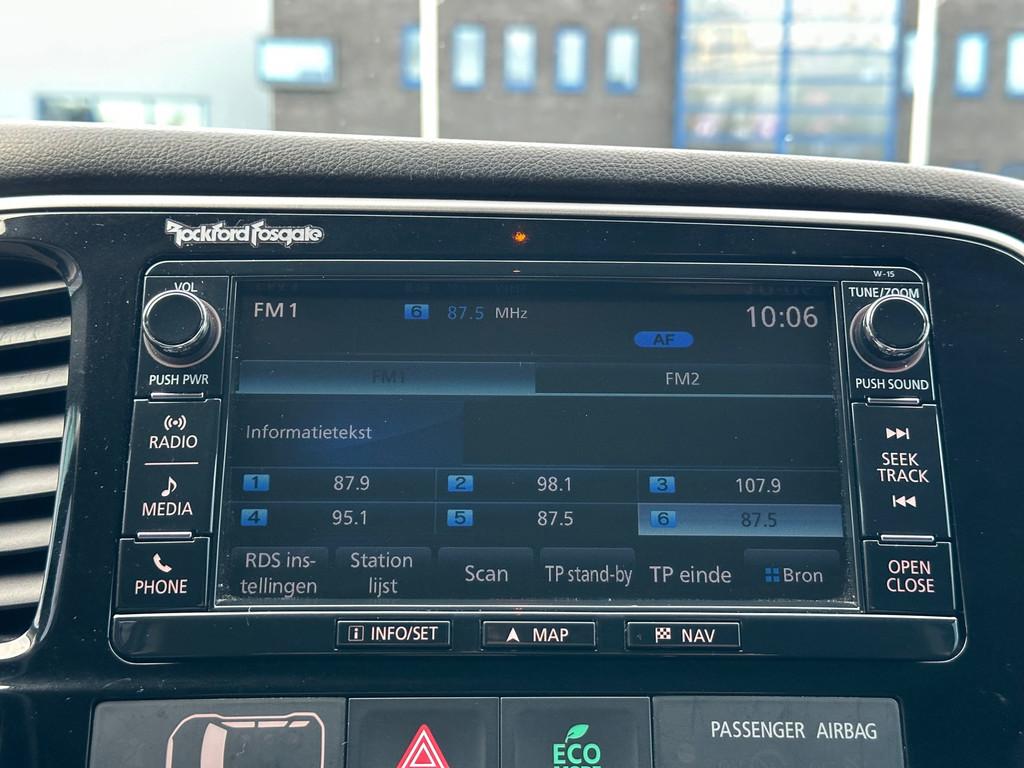 Rockford Fosgate
W-15
VOL
TUNE/ZOOM
FM1 6 87.5 MHz 10:06
AF
PUSH PWR
PUSH SOUND
FM1 FM2
RADIO
Informatietekst
SEEK
TRACK
MEDIA
1 87.9 2 98.1 3 107.9
4 95.1 5 87.5 6 87.5
PHONE
RDS ins-
tellingen
Station
lijst
Scan
TP stand-by
TP einde
Bron
OPEN
CLOSE
i INFO/SET
MAP
NAV
ECO
PASSENGER AIRBAG